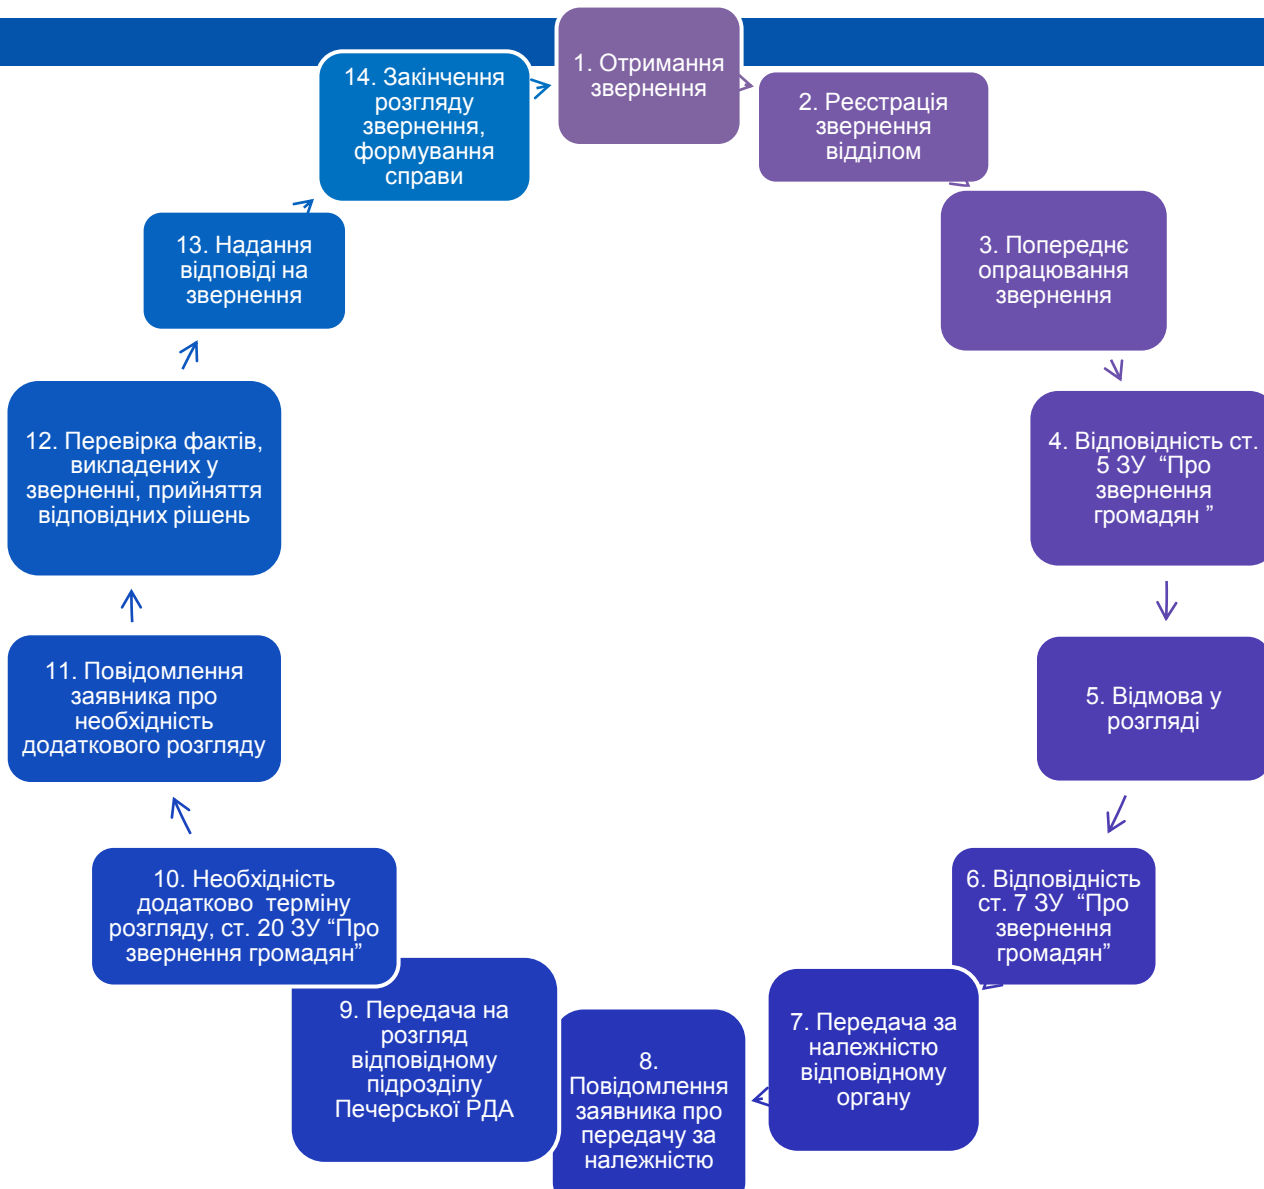 1. Отримання
звернення
2. Реєстрація
звернення
відділом
3. Попереднє
опрацювання
звернення
4. Відповідність ст.
5 ЗУ “Про
звернення
громадян ”
5. Відмова у
розгляді
6. Відповідність
ст. 7 ЗУ “Про
звернення
громадян”
7. Передача за
належністю
відповідному
органу
8.
Повідомлення
заявника про
передачу за
належністю
9. Передача на
розгляд
відповідному
підрозділу
Печерської РДА
10. Необхідність
додатково терміну
розгляду, ст. 20 ЗУ “Про
звернення громадян”
11. Повідомлення
заявника про
необхідність
додаткового розгляду
12. Перевірка фактів,
викладених у
зверненні, прийняття
відповідних рішень
13. Надання
відповіді на
звернення
14. Закінчення
розгляду
звернення,
формування
справи